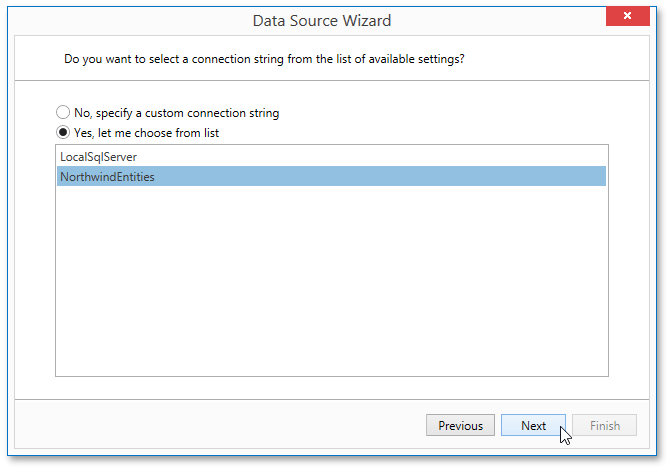 Data Source Wizard
Do you want to select a connection string from the list of available settings?
No, specify a custom connection string
Yes, let me choose from list
LocalSqlServer
NorthwindEntities
Previous
Next
Finish